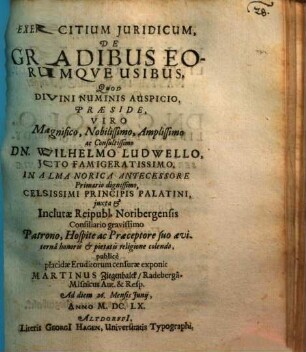 28.
EXERCITIUM JURIDICUM,
DE
GRADIBUS EO-
RUMQVE USIBUS,
Quod
DIVINI NUMINIS AUSPICIO,
PRÆSIDE,
VIRO
Magnifico, Nobilissimo, Amplissimo
ac Consultissimo
DN. WILHELMO LUDWELLO,
JCTO FAMIGERATISSIMO,
IN ALMA NORICA ANTECESSORE
Primario dignissimo,
CELSISSIMI PRINCIPIS PALATINI,
juxta &
Inclutæ Reipubl. Noribergensis
Consiliario gravissimo
Patrono, Hospite ac Præceptore suo ævi-
ternâ honoris & pietatis religione colendo,
publicè
placidæ Eruditorum censuræ exponit
MARTINUS Ziegenbalck / Radebergâ-
Misnicus Aut. & Resp.
Ad diem 26. Mensis Junij,
ANNO M. DC. LX.
ALTDORFFI,
Literis GEORGI HAGEN, Universitatis Typographi,